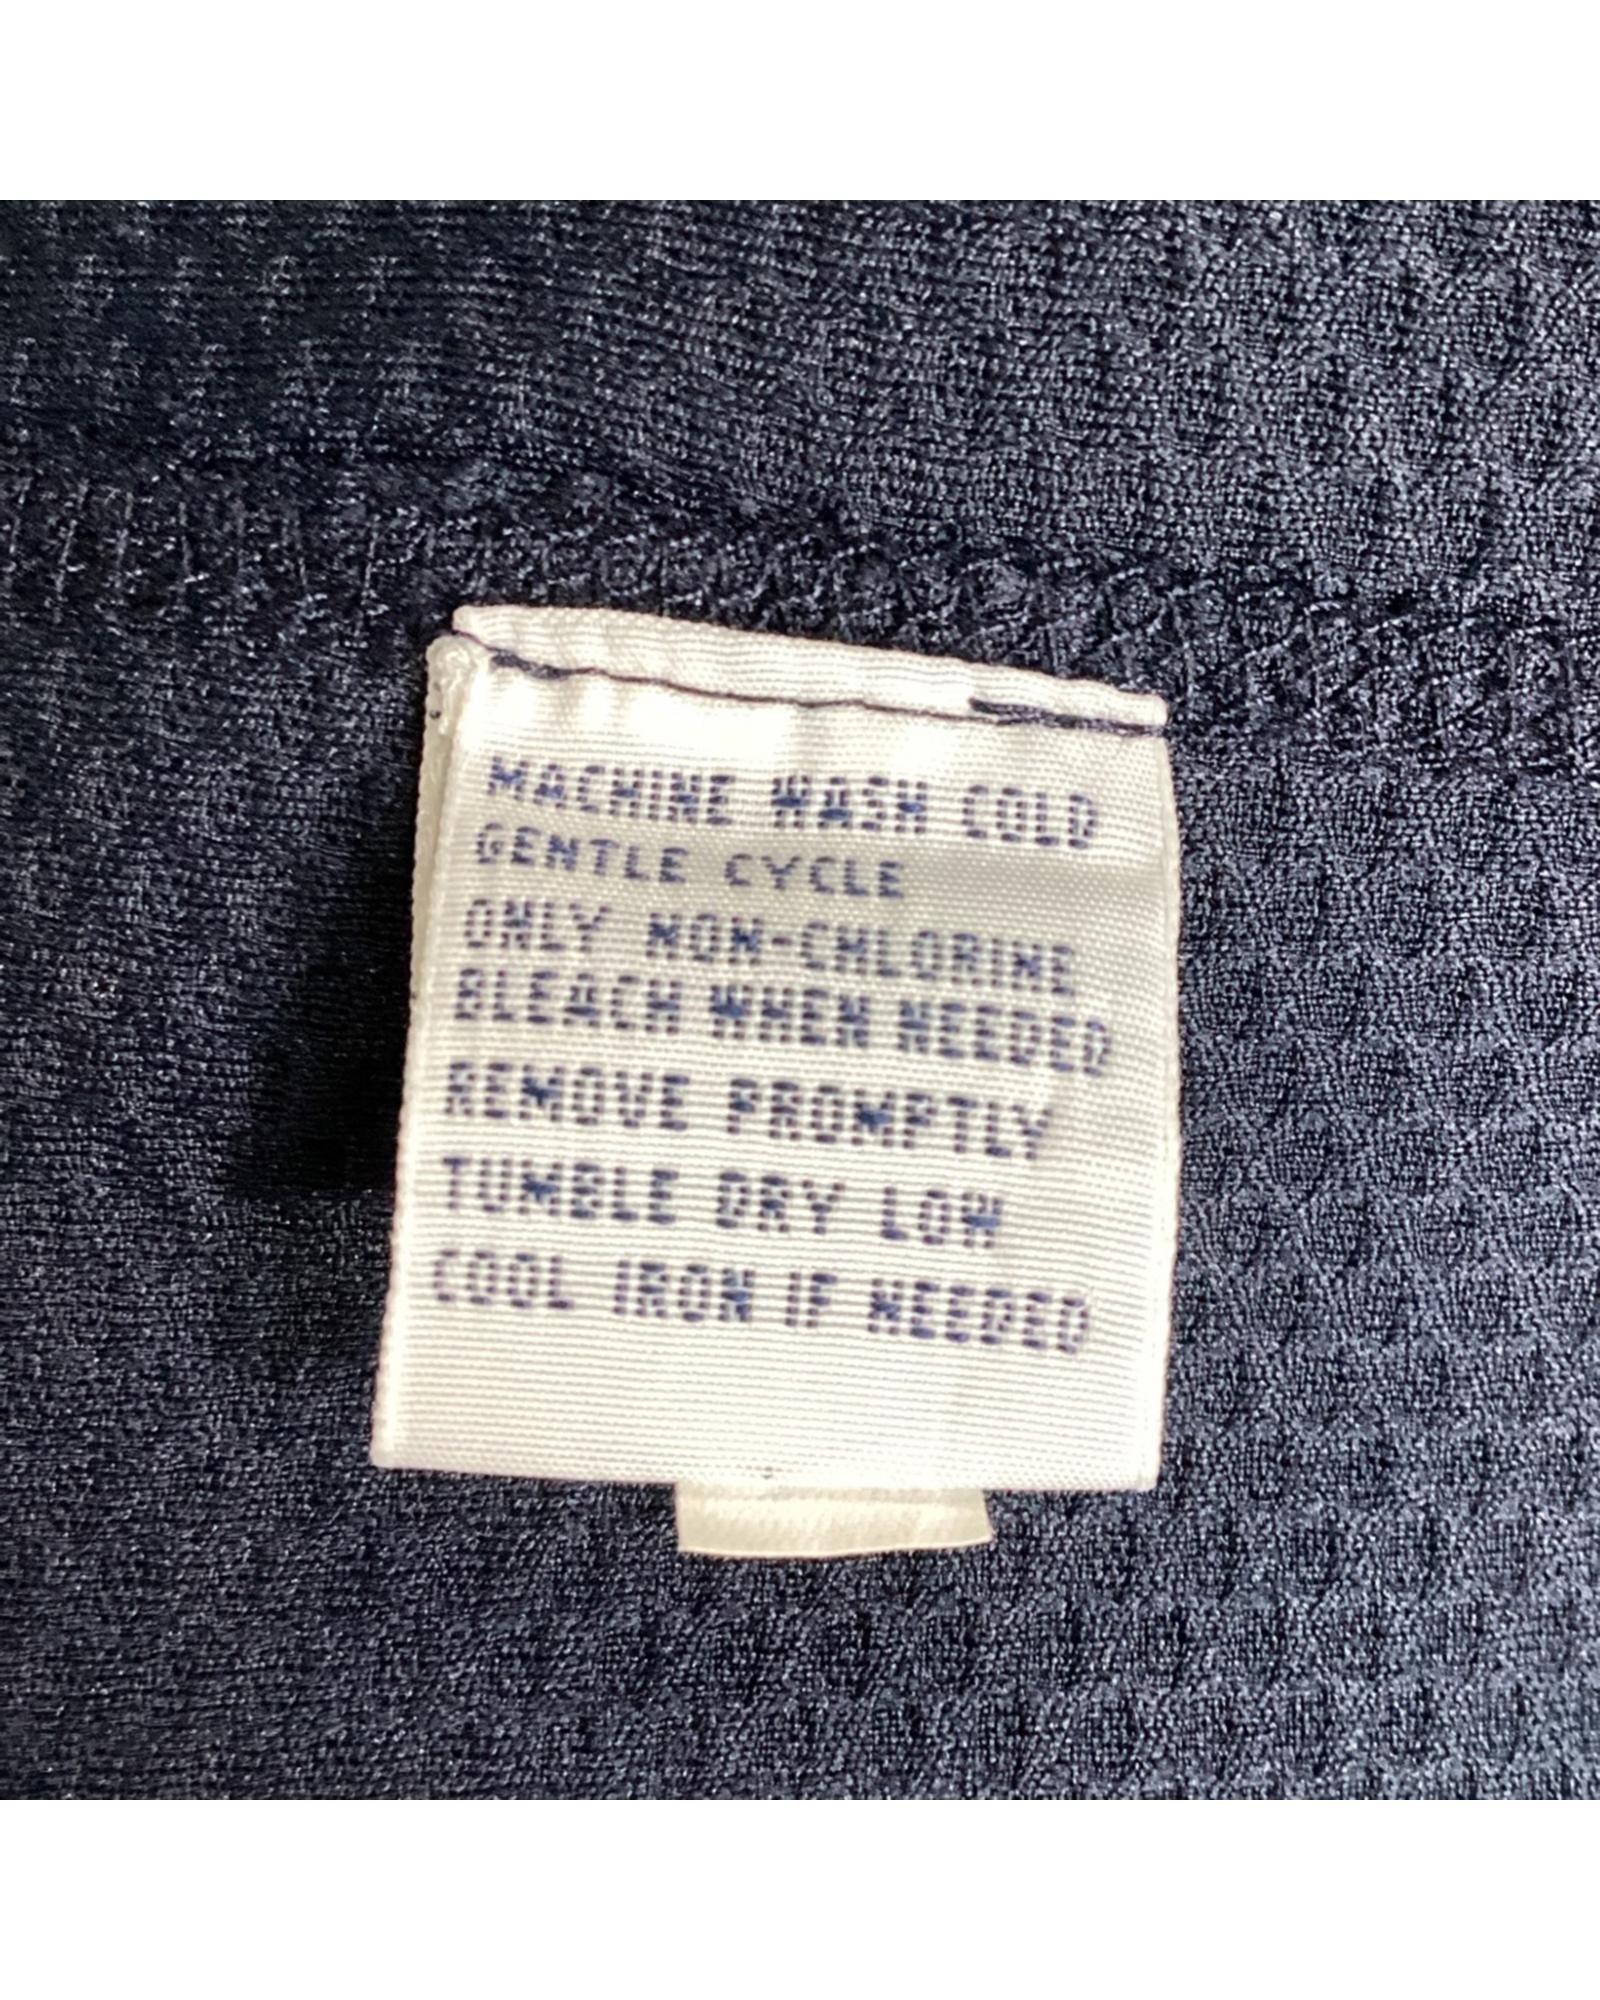 MACHINE WASH COLD
GENTLE CYCLE
ONLY NON-CHLORINE
BLEACH WHEN NEEDED
REMOVE PROMPTLY
TUMBLE DRY LOW
COOL IRON IF NEEDED